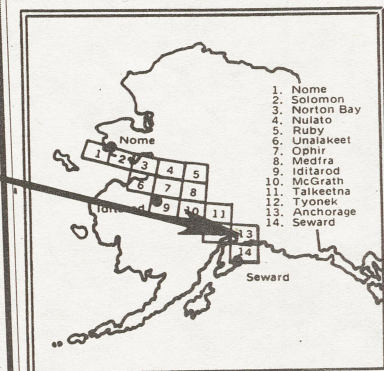 1. Nome
2. Solomon
3. Norton Bay
4. Nulato
5. Ruby
6. Unalakeet
7. Ophir
8. Medfra
9. Iditarod
10. McGrath
11. Talkeetna
12. Tyonek
13. Anchorage
14. Seward
Nome
1 2 3 4 5
6 7 8
Iditarod 9 10 11
13
14
Seward